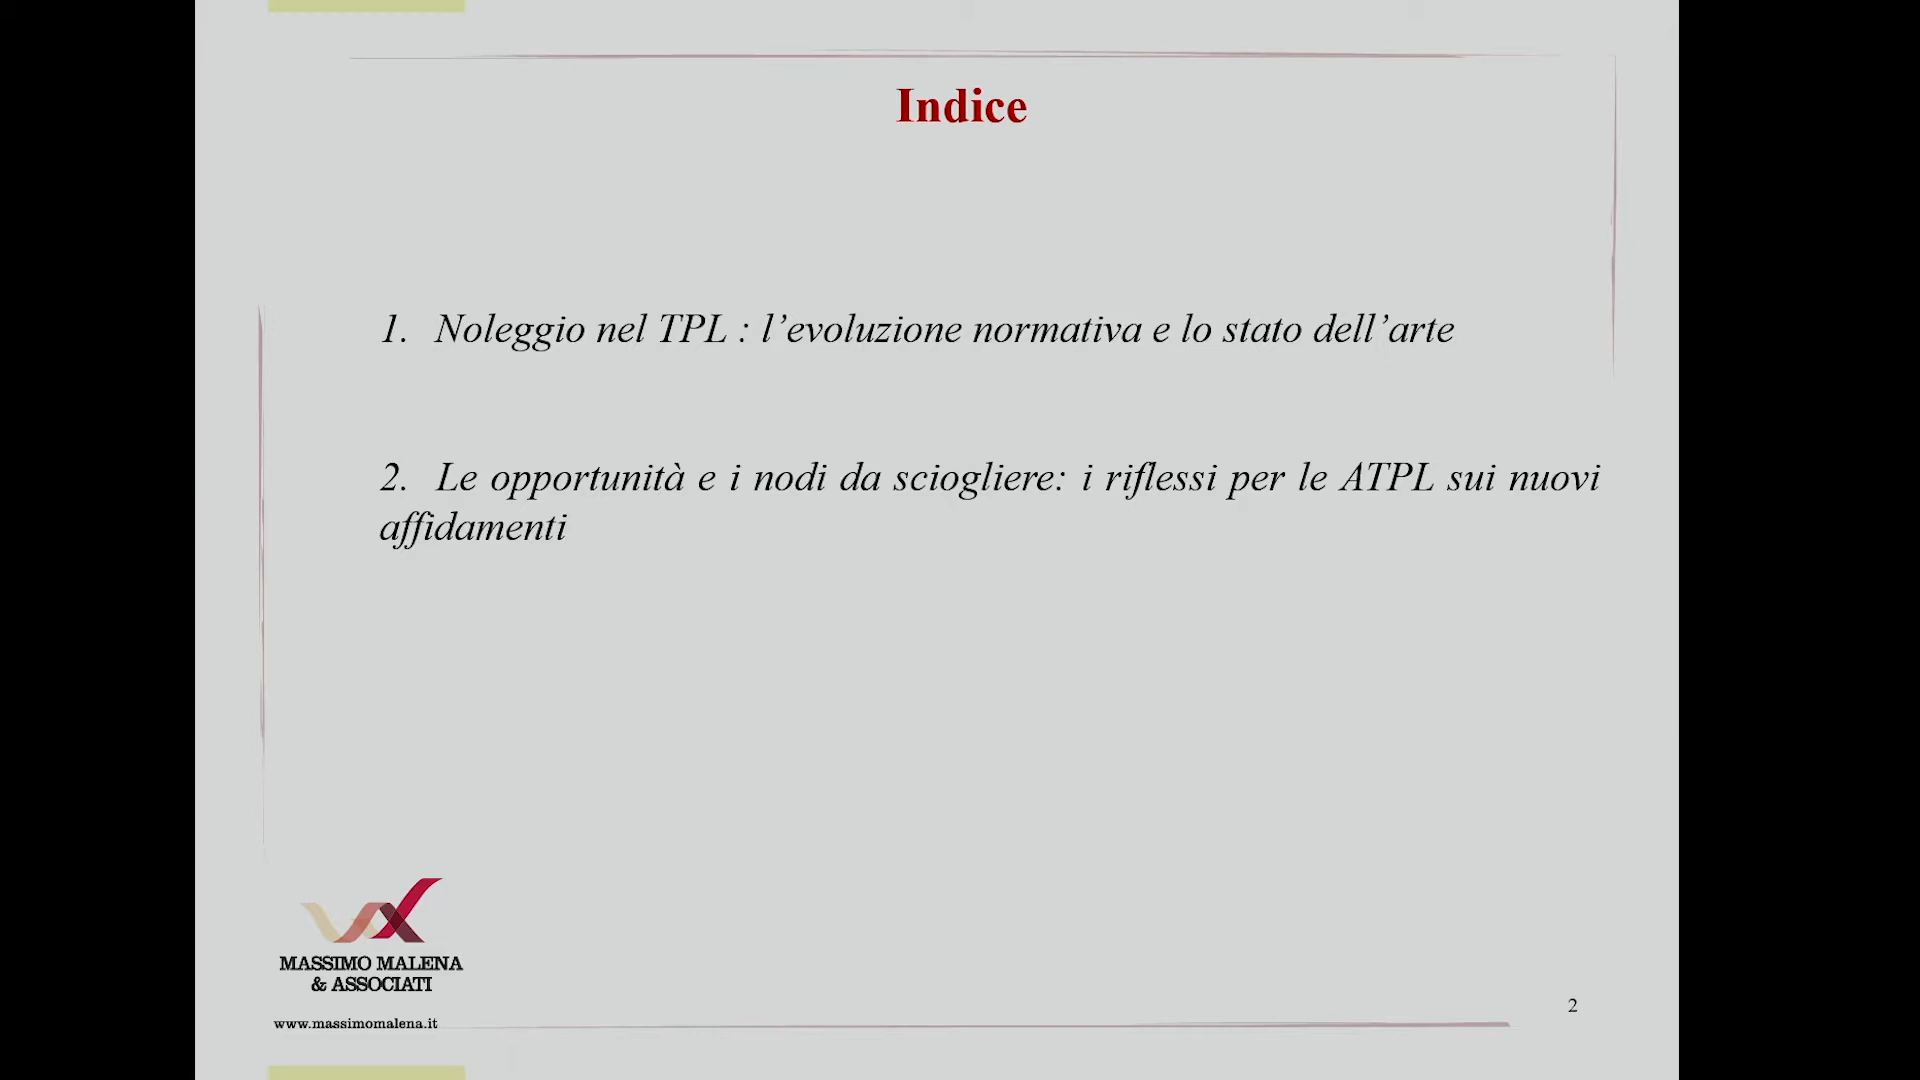 Indice
1. Noleggio nel TPL : l’evoluzione normativa e lo stato dell’arte
2. Le opportunità e i nodi da sciogliere: i riflessi per le ATPL sui nuovi
affidamenti
MASSIMO MALENA
& ASSOCIATI
www.massimomalena.it
2